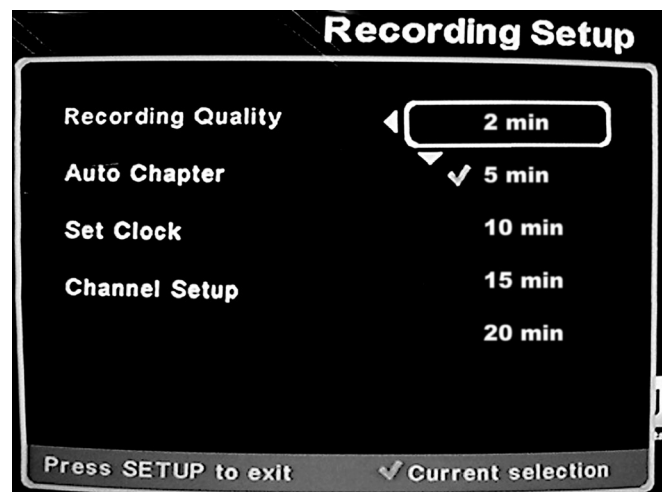 Recording Setup
Recording Quality
2 min
Auto Chapter
5 min
Set Clock
10 min
Channel Setup
15 min
20 min
Press SETUP to exit
Current selection